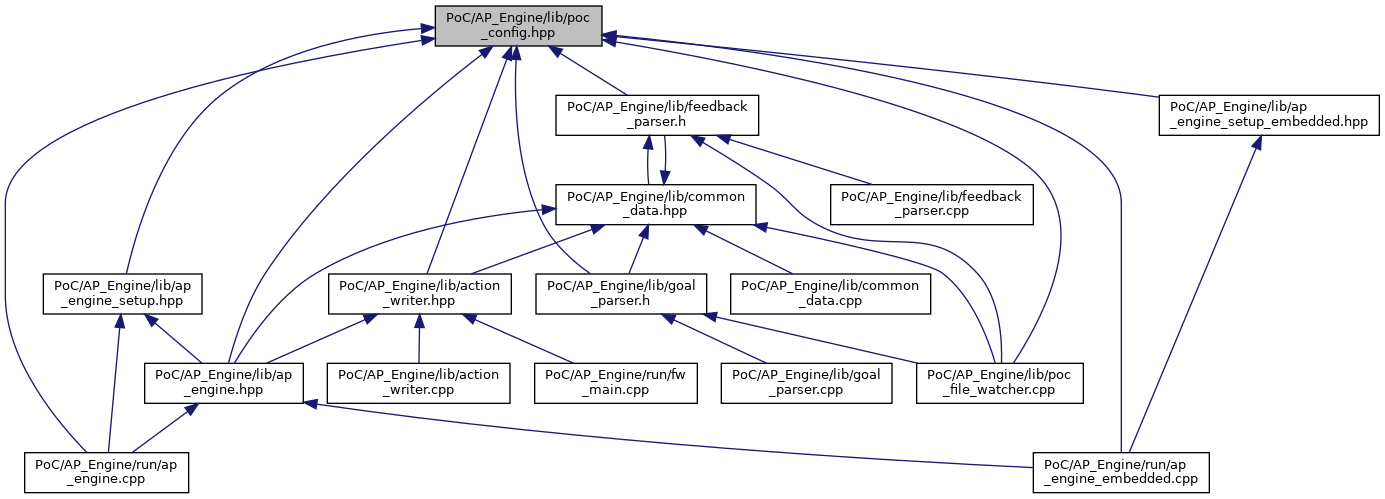 PoC/AP_Engine/lib/poc
_config.hpp
PoC/AP_Engine/lib/feedback
_parser.h
PoC/AP_Engine/lib/ap
_engine_setup_embedded.hpp
PoC/AP_Engine/lib/common
_data.hpp
PoC/AP_Engine/lib/feedback
_parser.cpp
PoC/AP_Engine/lib/ap
_engine_setup.hpp
PoC/AP_Engine/lib/action
_writer.hpp
PoC/AP_Engine/lib/goal
_parser.h
PoC/AP_Engine/lib/common
_data.cpp
PoC/AP_Engine/lib/ap
_engine.hpp
PoC/AP_Engine/lib/action
_writer.cpp
PoC/AP_Engine/run/fw
_main.cpp
PoC/AP_Engine/lib/goal
_parser.cpp
PoC/AP_Engine/lib/poc
_file_watcher.cpp
PoC/AP_Engine/run/ap
_engine.cpp
PoC/AP_Engine/run/ap
_engine_embedded.cpp